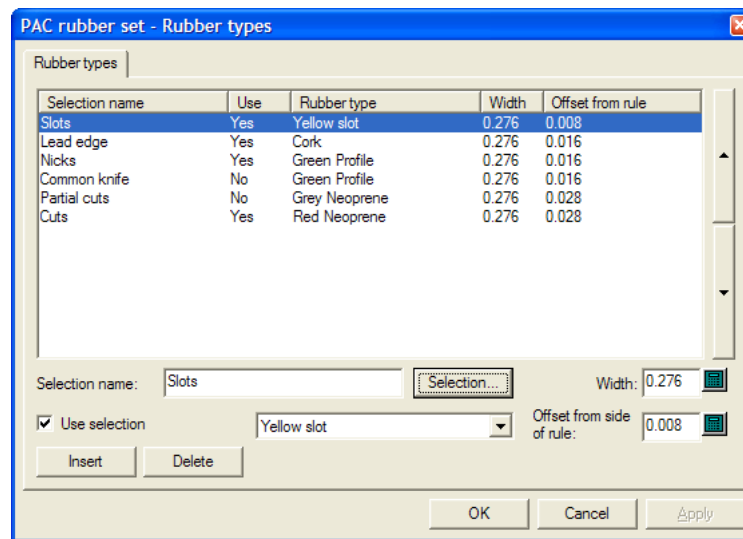 PAC rubber set - Rubber types
Rubber types
Selection name Use Rubber type Width Offset from rule
Slots Yes Yellow slot 0.276 0.008
Lead edge Yes Cork 0.276 0.016
Nicks Yes Green Profile 0.276 0.016
Common knife No Green Profile 0.276 0.016
Partial cuts No Grey Neoprene 0.276 0.028
Cuts Yes Red Neoprene 0.276 0.028
Selection name: Slots Selection... Width: 0.276
Use selection Yellow slot Offset from side
of rule: 0.008
Insert Delete
OK Cancel Apply